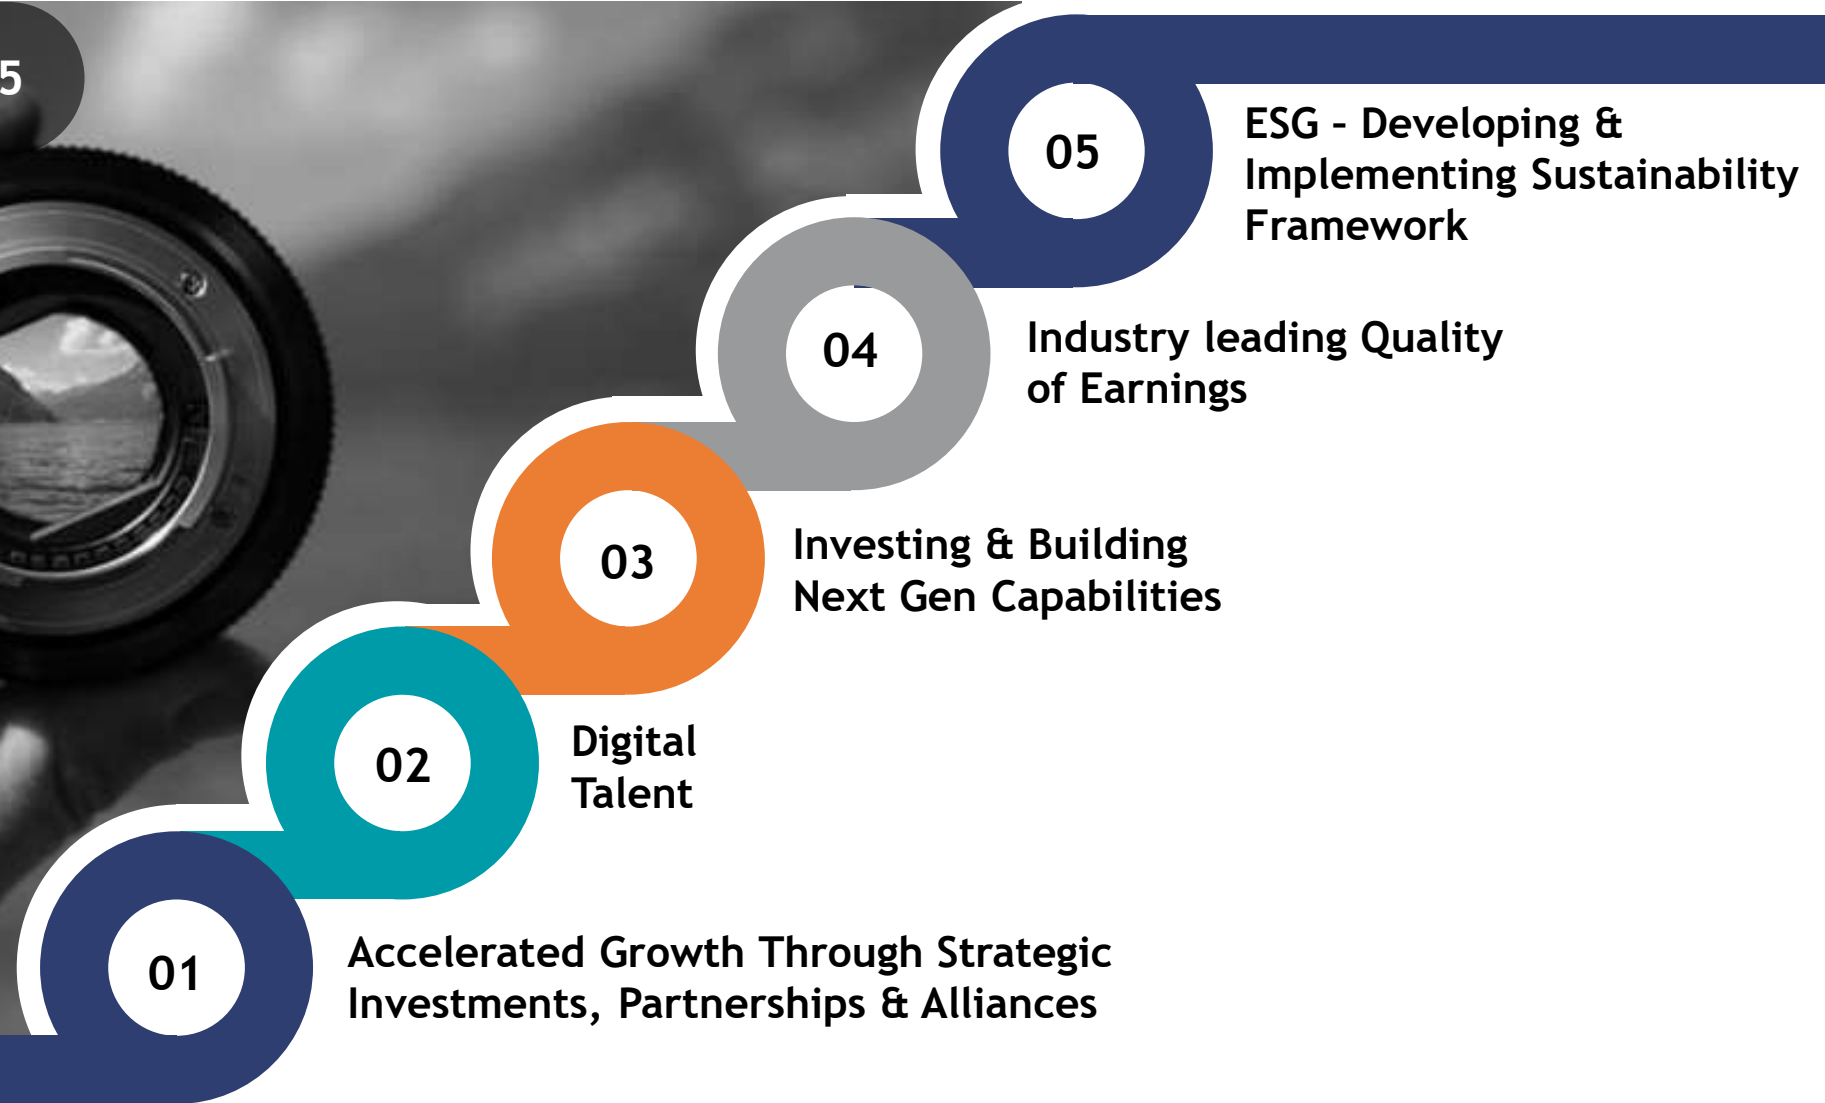 5
05
ESG – Developing &
Implementing Sustainability
Framework
04
Industry leading Quality
of Earnings
03
Investing & Building
Next Gen Capabilities
02
Digital
Talent
01
Accelerated Growth Through Strategic
Investments, Partnerships & Alliances